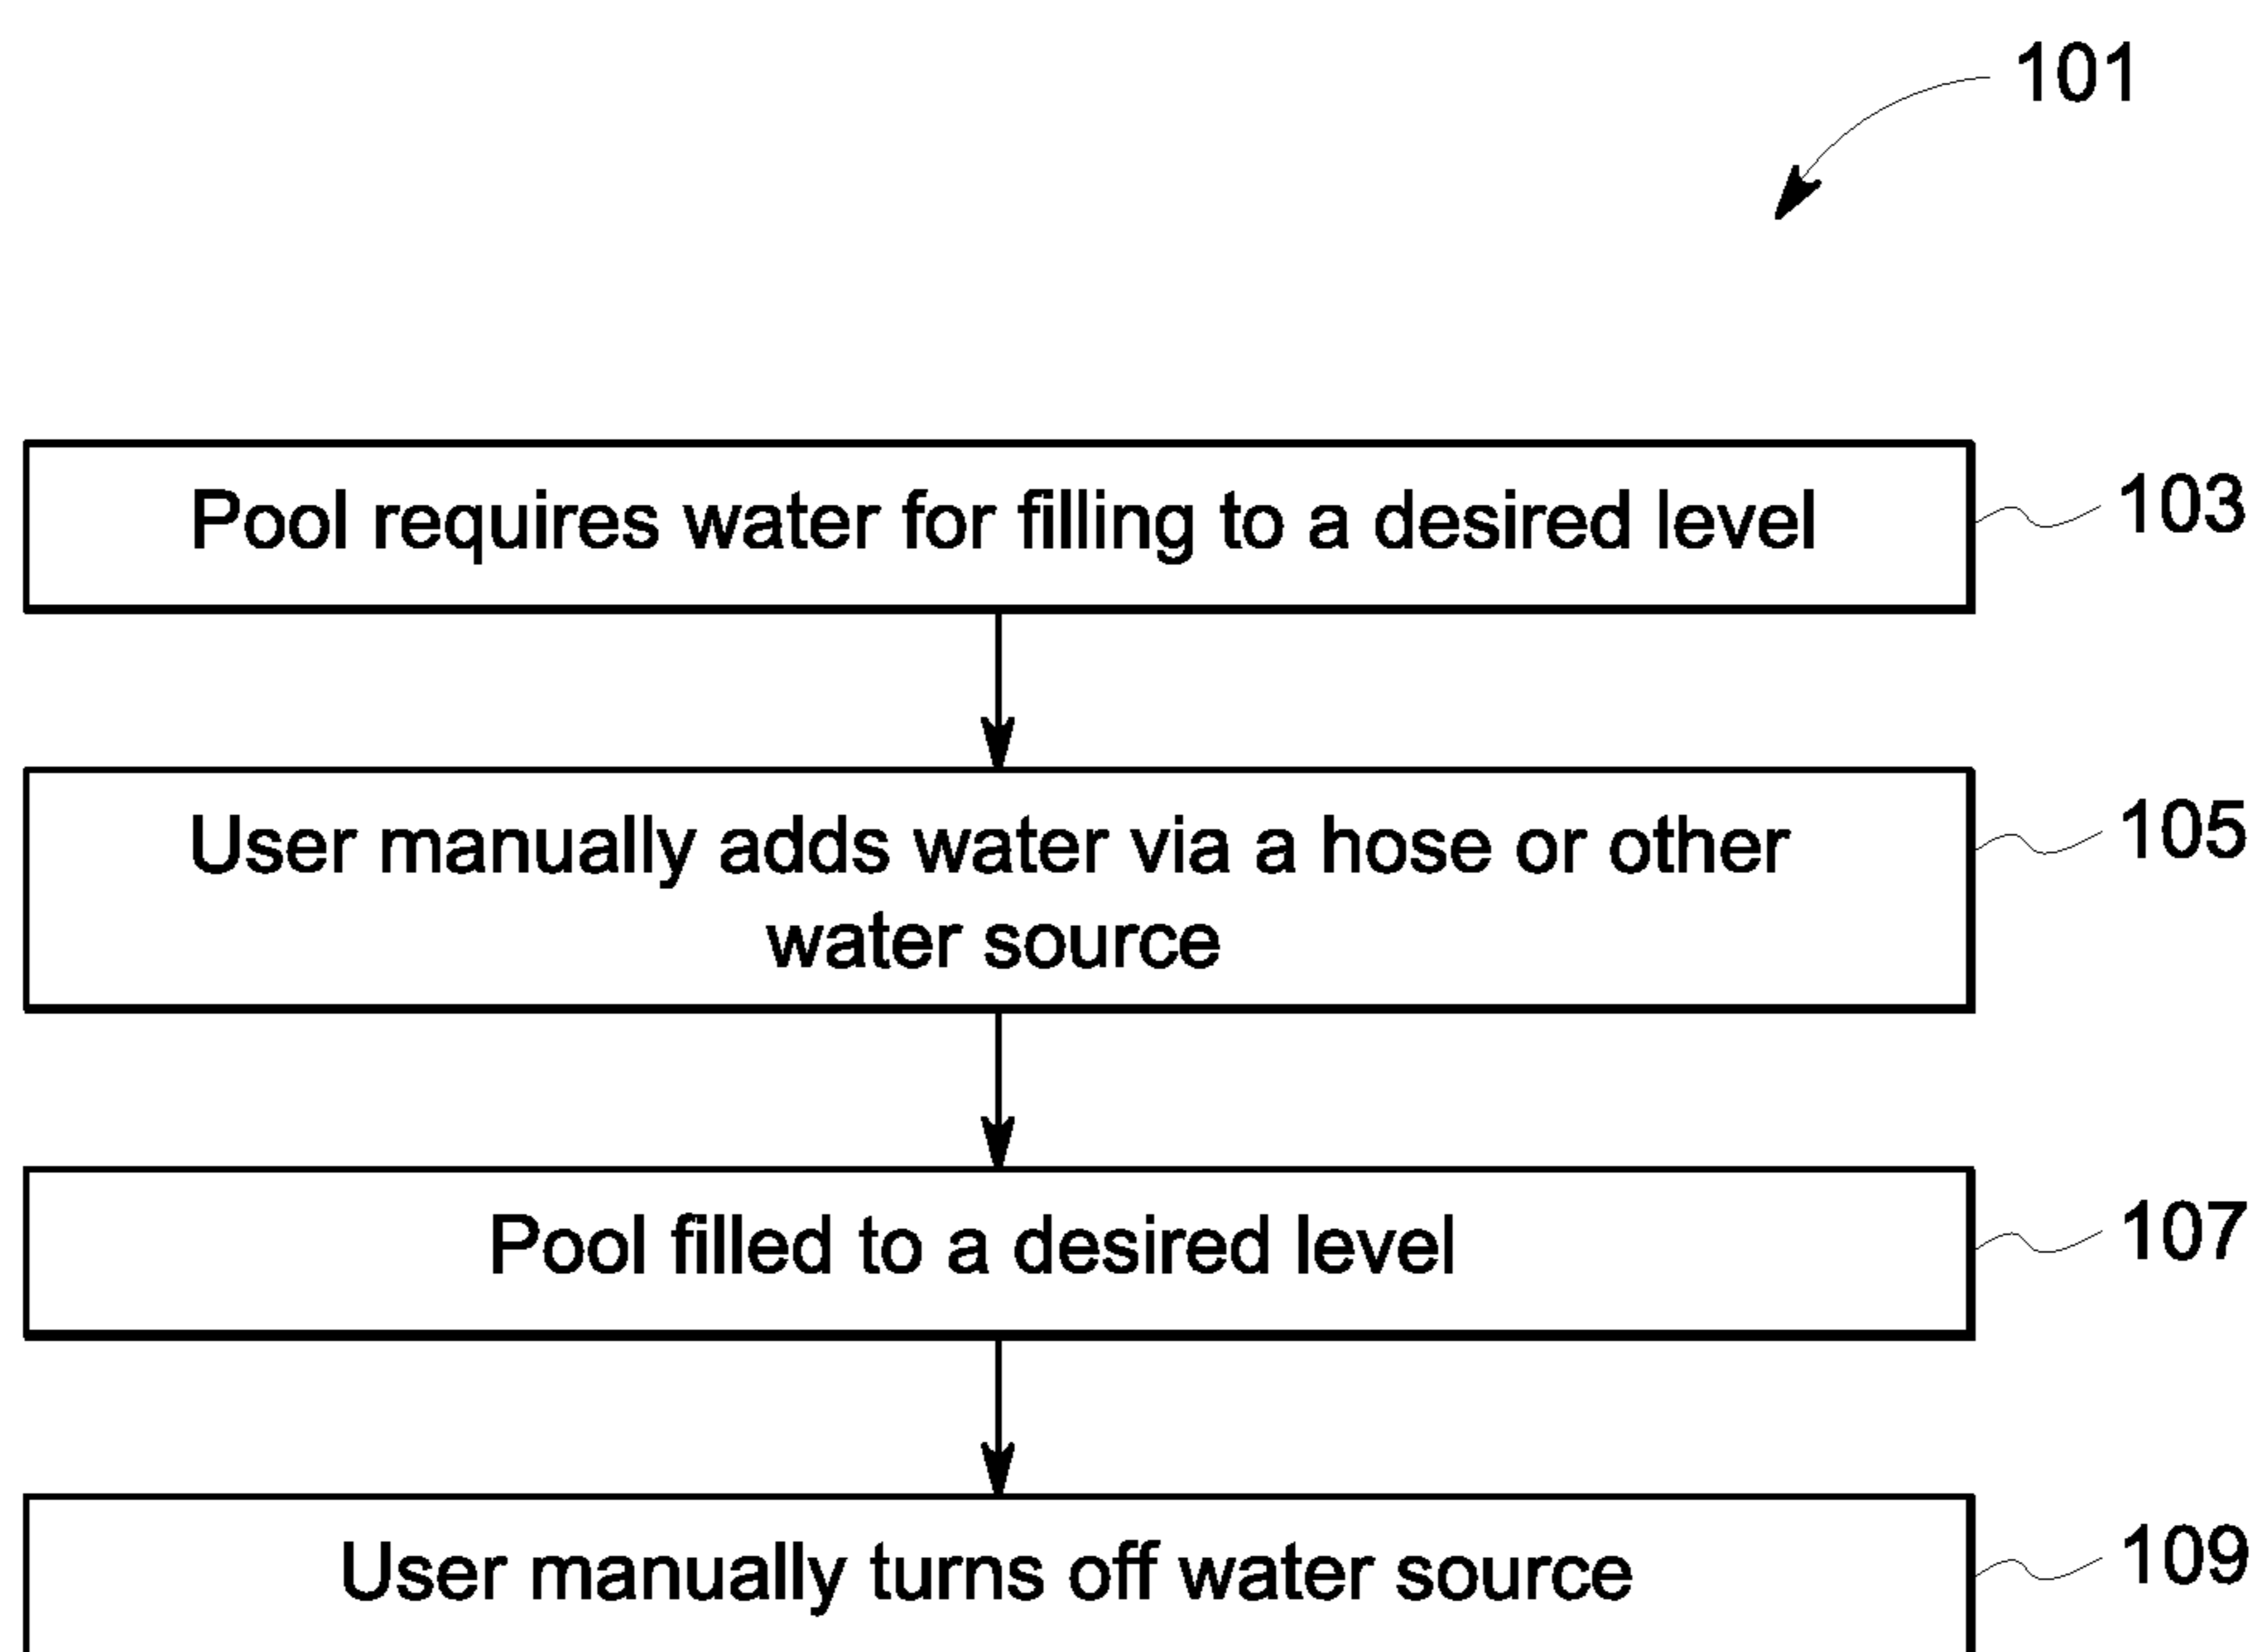 101
Pool requires water for filling to a desired level
103
User manually adds water via a hose or other
water source
105
Pool filled to a desired level
107
User manually turns off water source
109